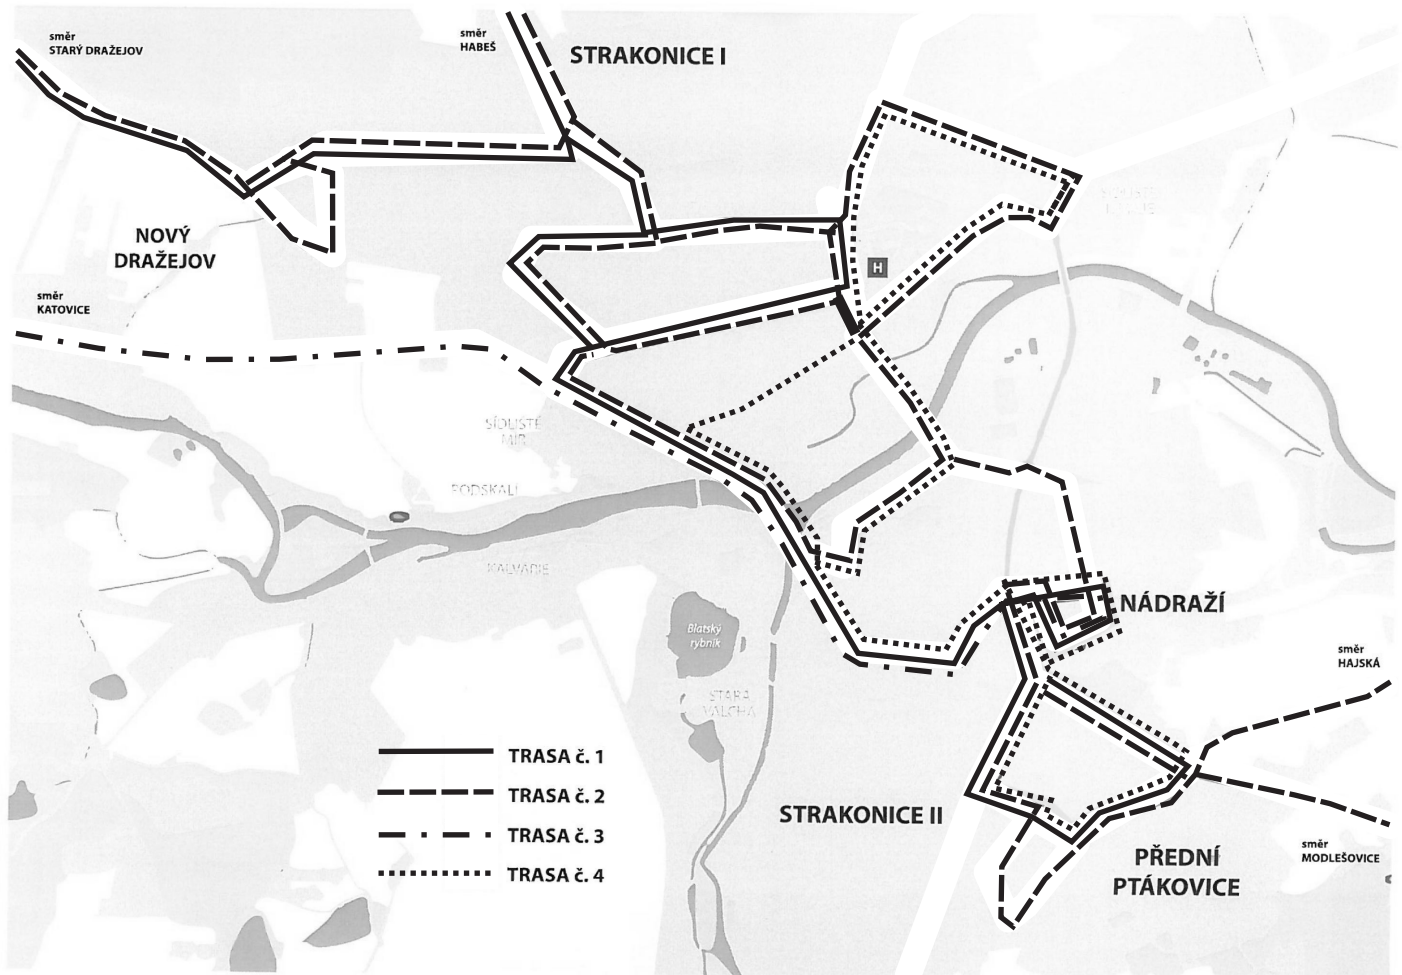 směr
STARÝ DRAŽEJOV
směr
HABEŠ
STRAKONICE I
NOVÝ
DRAŽEJOV
H
směr
KATOVICE
SÍDLIŠTĚ
MÍR
PODSKALÍ
KALVÁRIE
NÁDRAŽÍ
Blatský
rybník
směr
HAJSKÁ
STARÁ
VALCHA
TRASA č. 1
TRASA č. 2
TRASA č. 3
TRASA č. 4
STRAKONICE II
PŘEDNÍ
PTÁKOVICE
směr
MODLEŠOVICE